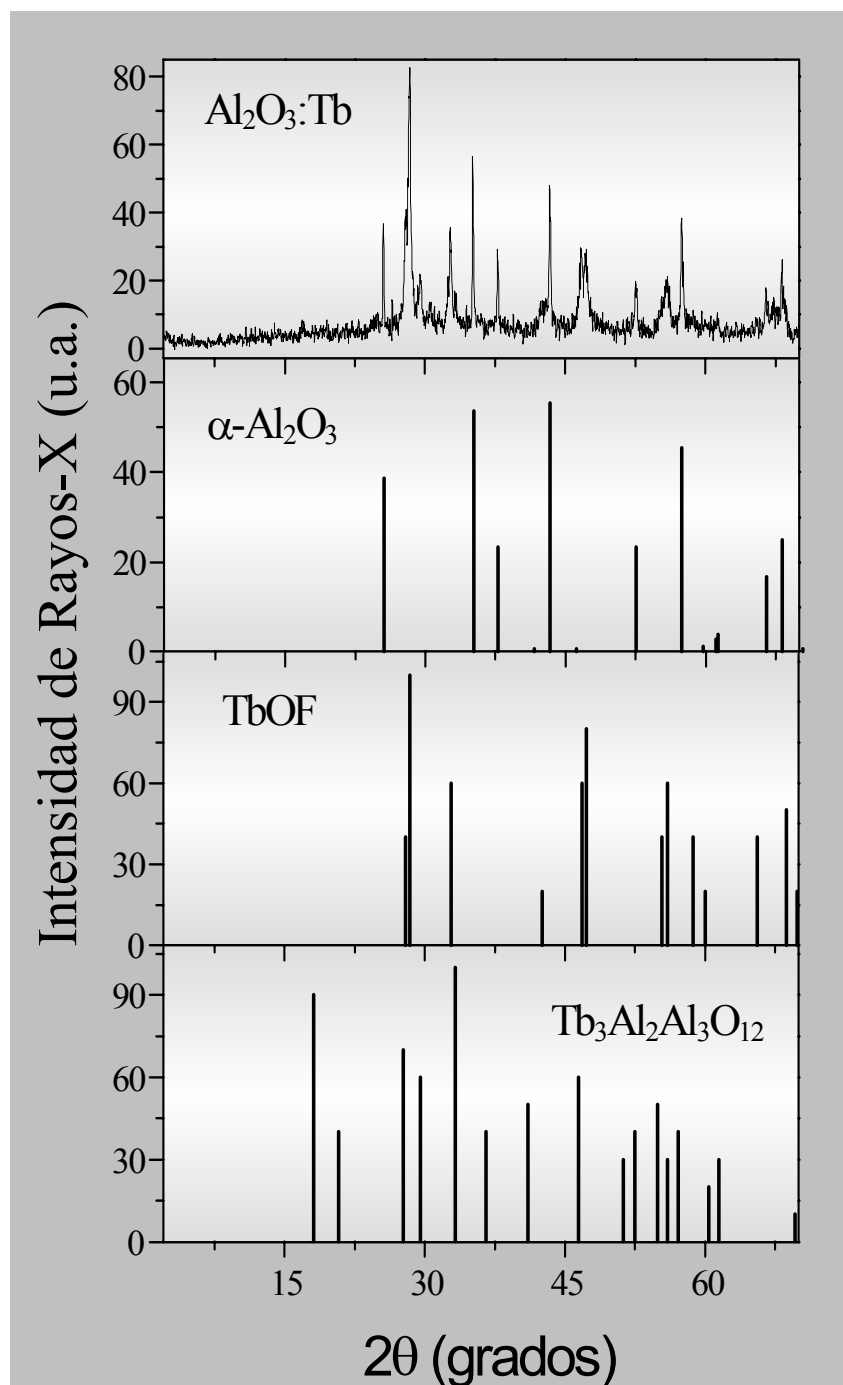 Intensidad de Rayos-X (u.a.)
80
60
40
20
0
Al₂O₃:Tb
60
40
20
0
α-Al₂O₃
90
60
30
0
TbOF
90
60
30
0
Tb₃Al₂Al₃O₁₂
15 30 45 60
2θ (grados)